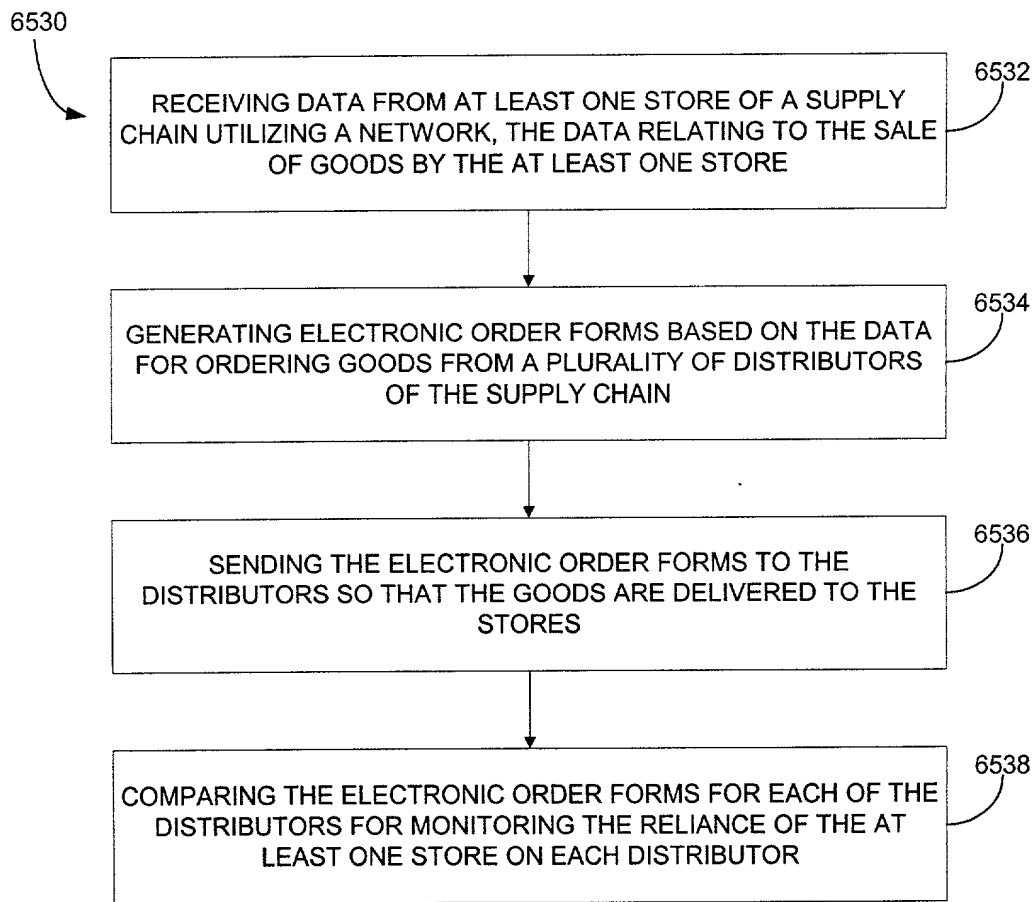 6530
6532
RECEIVING DATA FROM AT LEAST ONE STORE OF A SUPPLY
CHAIN UTILIZING A NETWORK, THE DATA RELATING TO THE SALE
OF GOODS BY THE AT LEAST ONE STORE
6534
GENERATING ELECTRONIC ORDER FORMS BASED ON THE DATA
FOR ORDERING GOODS FROM A PLURALITY OF DISTRIBUTORS
OF THE SUPPLY CHAIN
6536
SENDING THE ELECTRONIC ORDER FORMS TO THE
DISTRIBUTORS SO THAT THE GOODS ARE DELIVERED TO THE
STORES
6538
COMPARING THE ELECTRONIC ORDER FORMS FOR EACH OF THE
DISTRIBUTORS FOR MONITORING THE RELIANCE OF THE AT
LEAST ONE STORE ON EACH DISTRIBUTOR